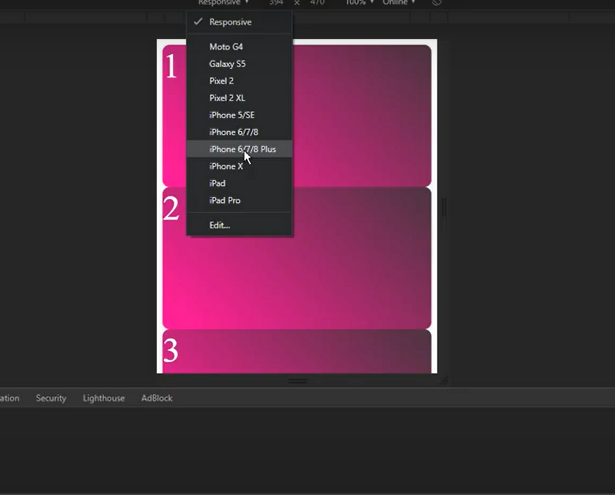 Responsive 394 x 470 100% Online
Responsive
Moto G4
Galaxy S5
Pixel 2
Pixel 2 XL
iPhone 5/SE
iPhone 6/7/8
iPhone 6/7/8 Plus
iPhone X
iPad
iPad Pro
Edit...
1
2
3
ation Security Lighthouse AdBlock